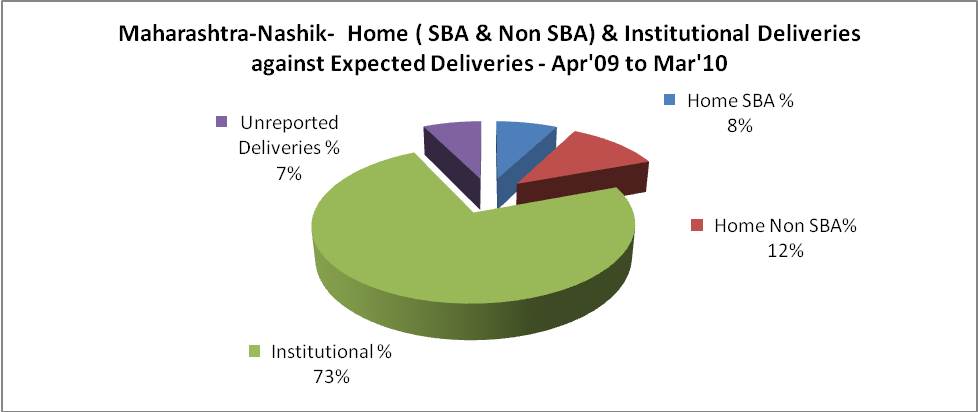 Maharashtra-Nashik- Home ( SBA & Non SBA) & Institutional Deliveries
against Expected Deliveries - Apr'09 to Mar'10
Unreported
Deliveries %
7%
Home SBA %
8%
Home Non SBA%
12%
Institutional %
73%